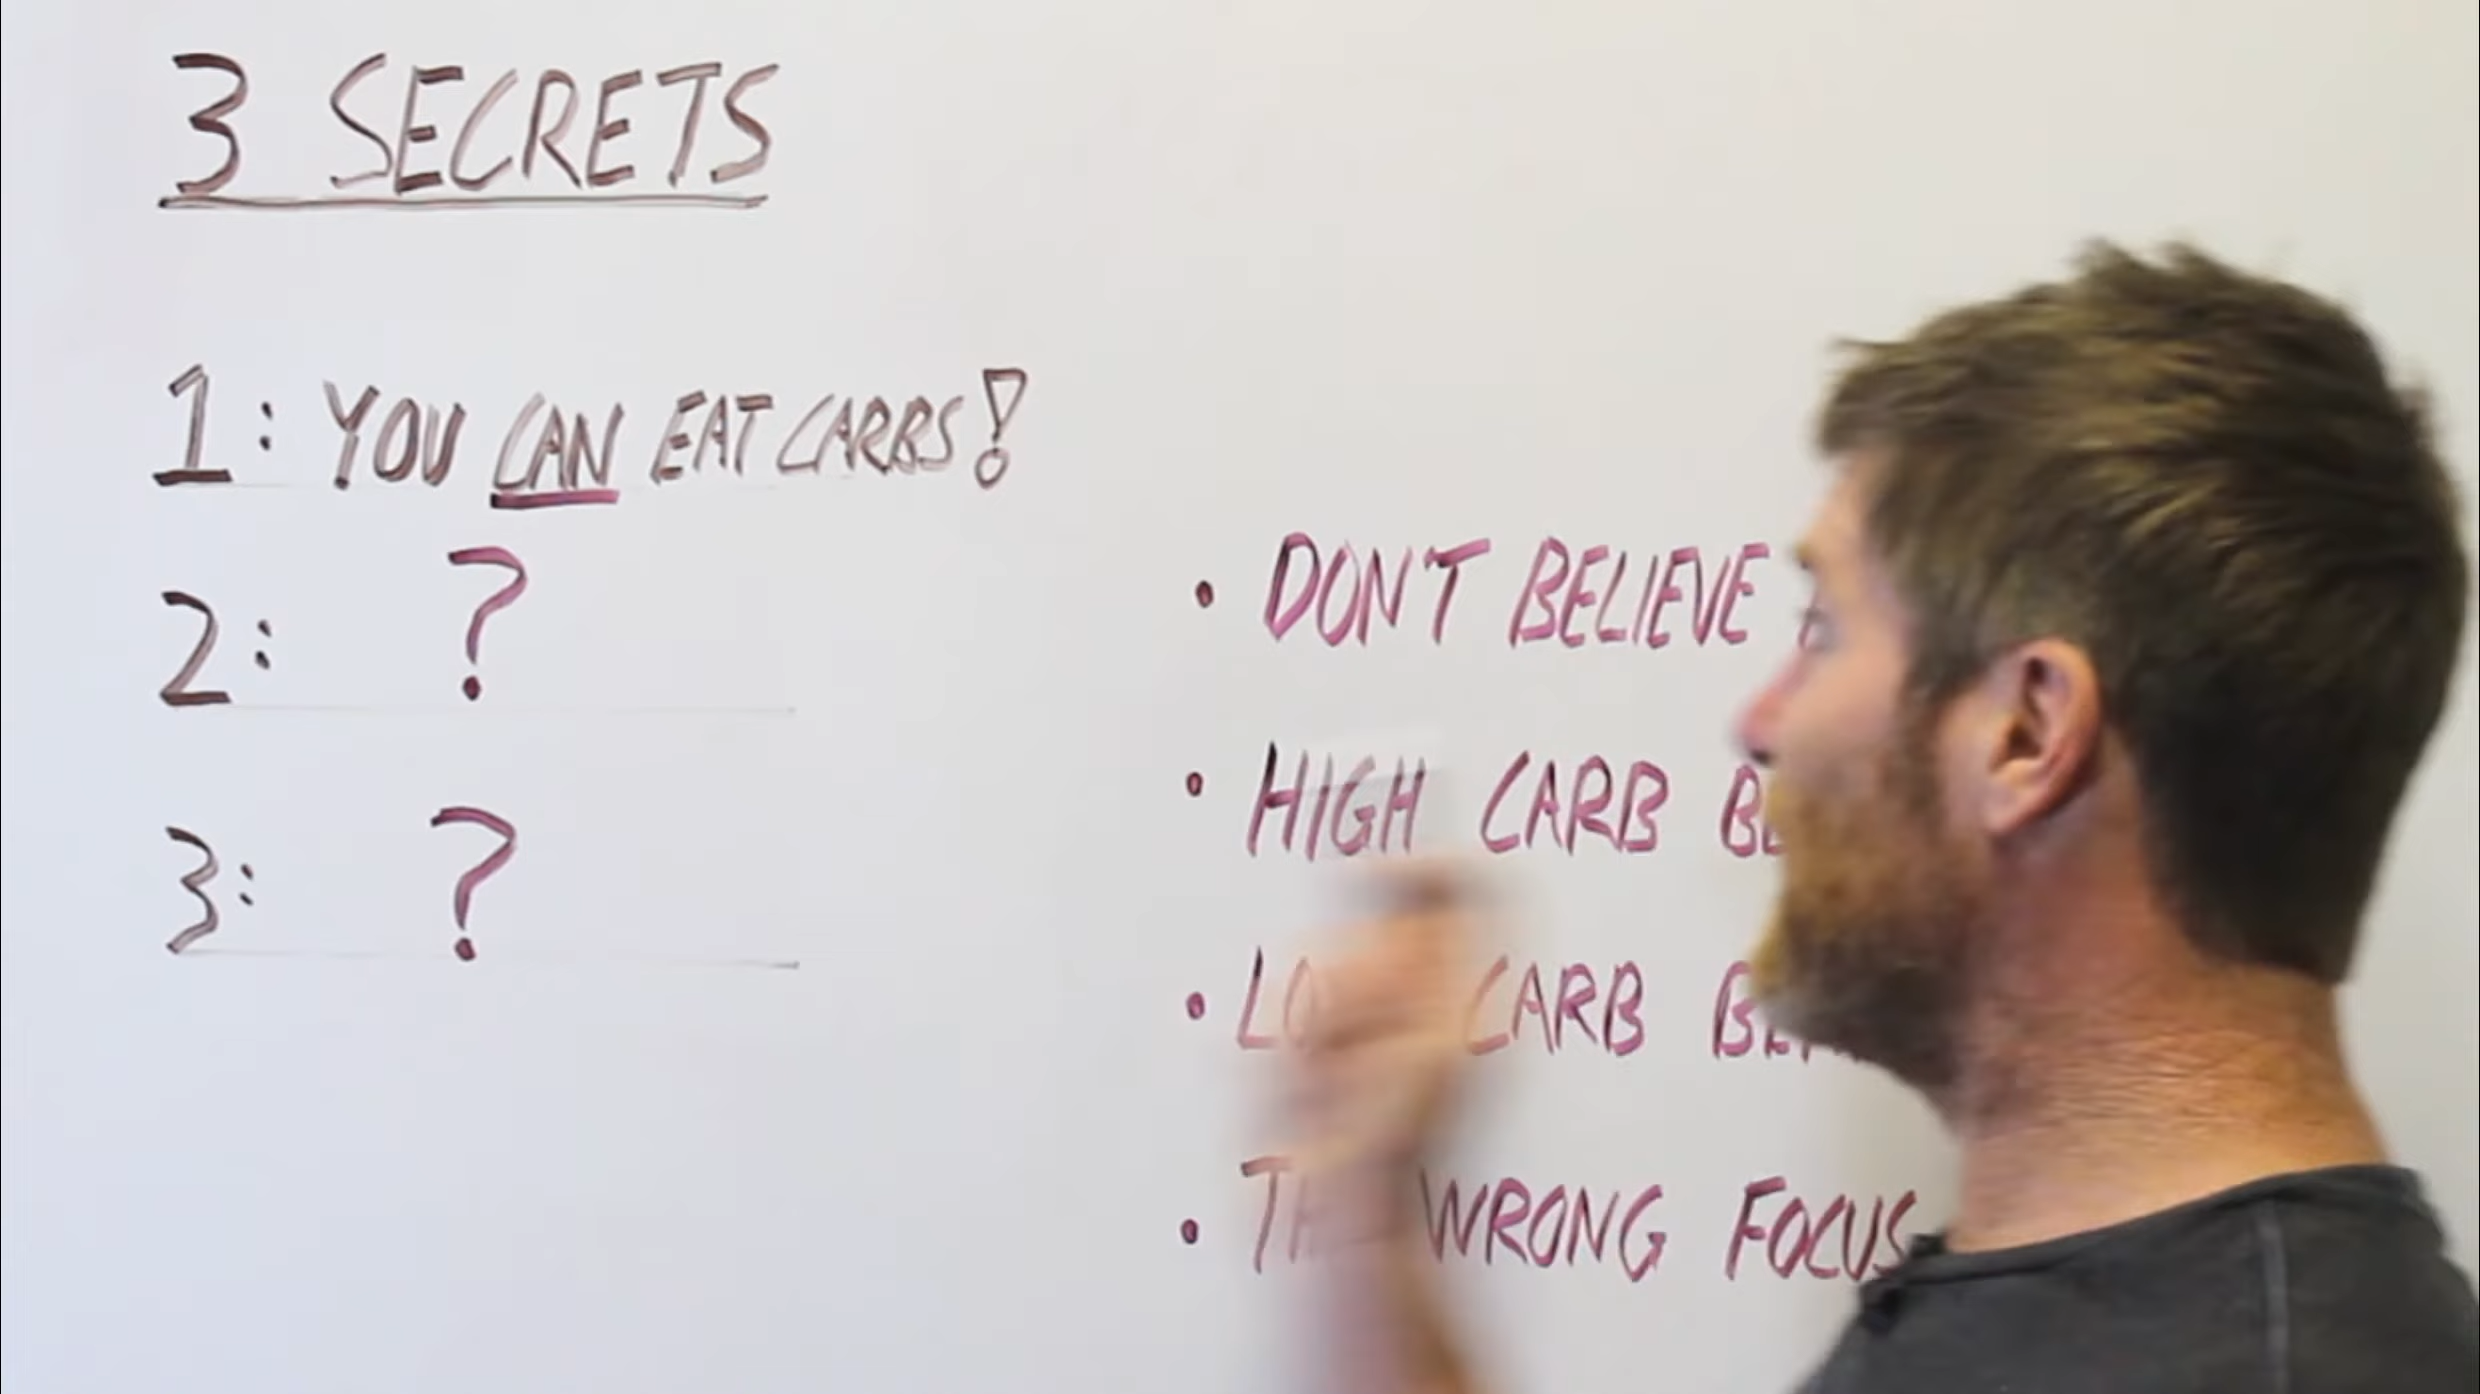 3 SECRETS
1: YOU CAN EAT CARBS!
2: ?
3: ?
• DON'T BELIEVE
• HIGH CARB
• CARB
• WRONG FOCUS